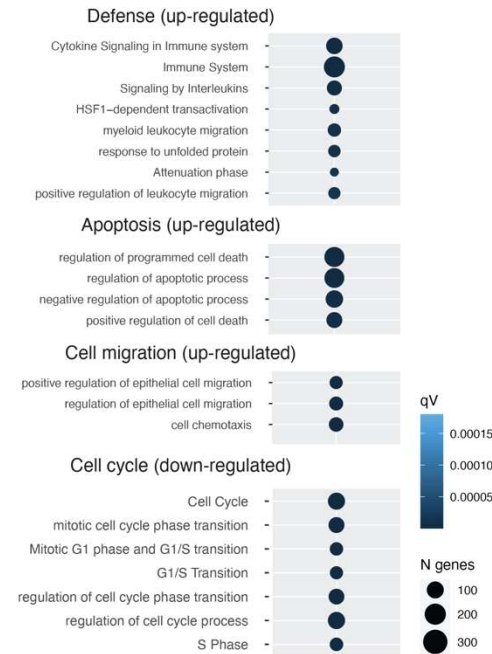 Defense (up-regulated)
Cytokine Signaling in Immune system
Immune System
Signaling by Interleukins
HSF1-dependent transactivation
myeloid leukocyte migration
response to unfolded protein
Attenuation phase
positive regulation of leukocyte migration
Apoptosis (up-regulated)
regulation of programmed cell death
regulation of apoptotic process
negative regulation of apoptotic process
positive regulation of cell death
Cell migration (up-regulated)
positive regulation of epithelial cell migration
regulation of epithelial cell migration
cell chemotaxis
Cell cycle (down-regulated)
Cell Cycle
mitotic cell cycle phase transition
Mitotic G1 phase and G1/S transition
G1/S Transition
regulation of cell cycle phase transition
regulation of cell cycle process
S Phase
qV
0.00015
0.00010
0.00005
N genes
100
200
300